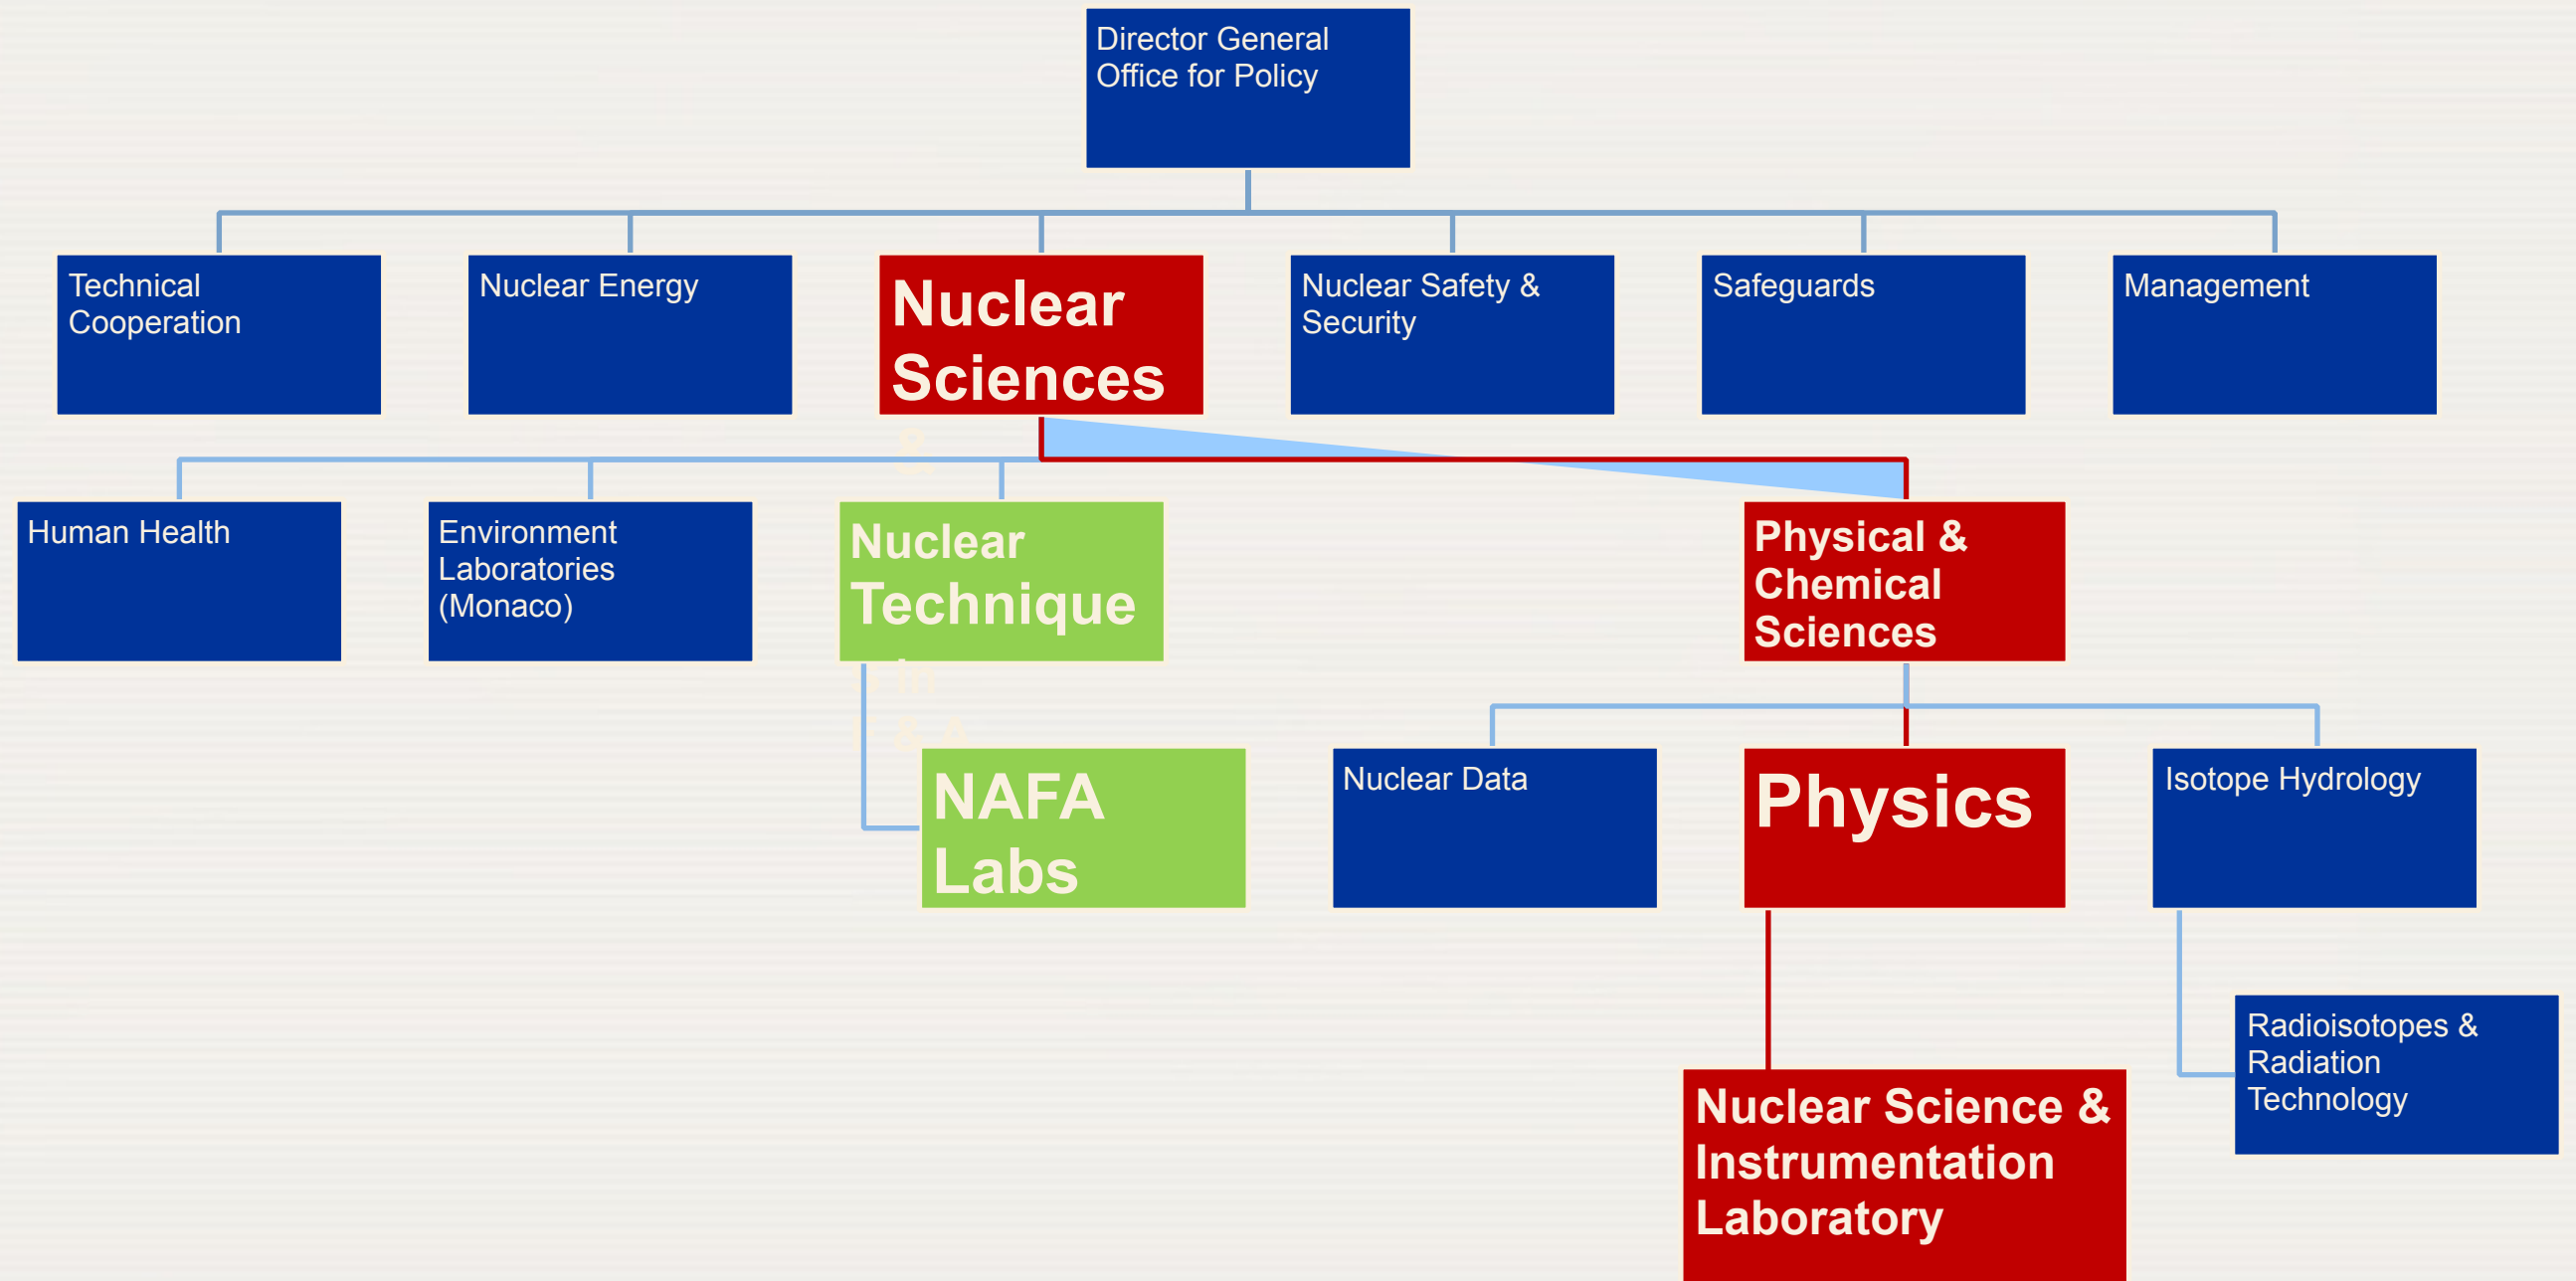 Director General
Office for Policy
Technical
Cooperation
Nuclear Energy
Nuclear
Sciences
&
Nuclear Safety &
Security
Safeguards
Management
Human Health
Environment
Laboratories
(Monaco)
Nuclear
Technique
s in
F & A
Physical &
Chemical
Sciences
NAFA
Labs
Nuclear Data
Physics
Isotope Hydrology
Radioisotopes &
Radiation
Technology
Nuclear Science &
Instrumentation
Laboratory